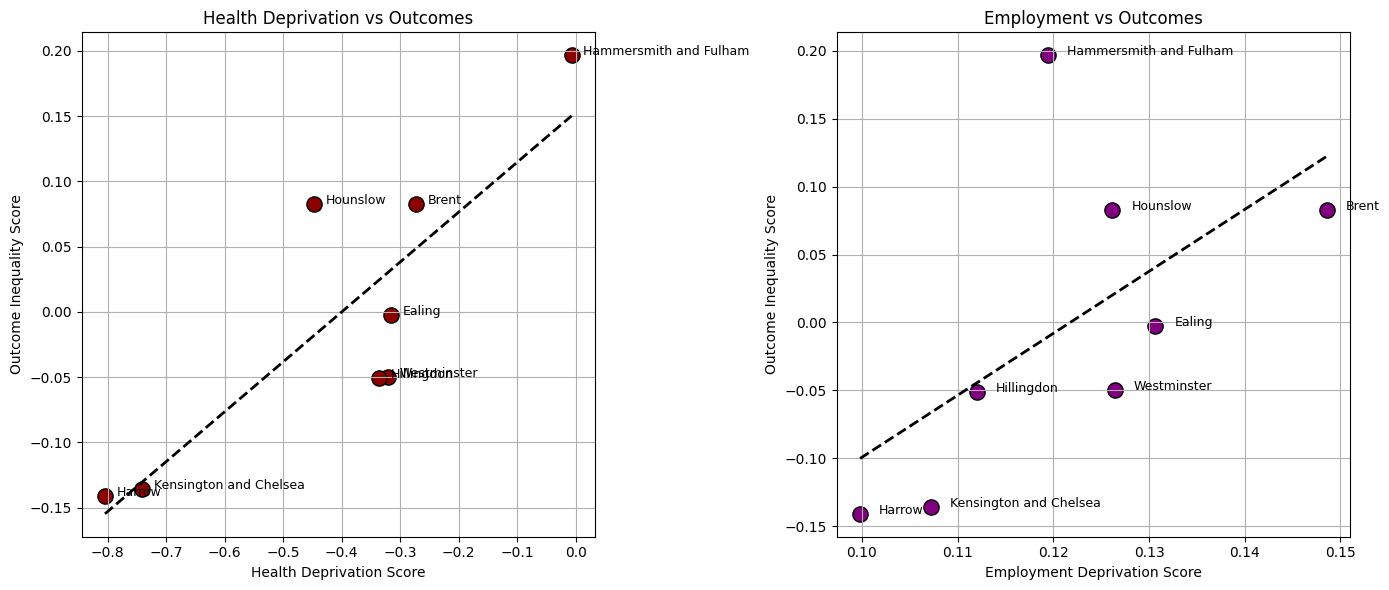 Health Deprivation vs Outcomes
Outcome Inequality Score
0.20
0.15
0.10
0.05
0.00
−0.05
−0.10
−0.15
Hammersmith and Fulham
Hounslow
Brent
Ealing
Westminster
Hillingdon
Kensington and Chelsea
Harrow
−0.8
−0.7
−0.6
−0.5
−0.4
−0.3
−0.2
−0.1
0.0
Health Deprivation Score
Employment vs Outcomes
Outcome Inequality Score
0.20
0.15
0.10
0.05
0.00
−0.05
−0.10
−0.15
Hammersmith and Fulham
Hounslow
Brent
Ealing
Hillingdon
Westminster
Kensington and Chelsea
Harrow
0.10
0.11
0.12
0.13
0.14
0.15
Employment Deprivation Score